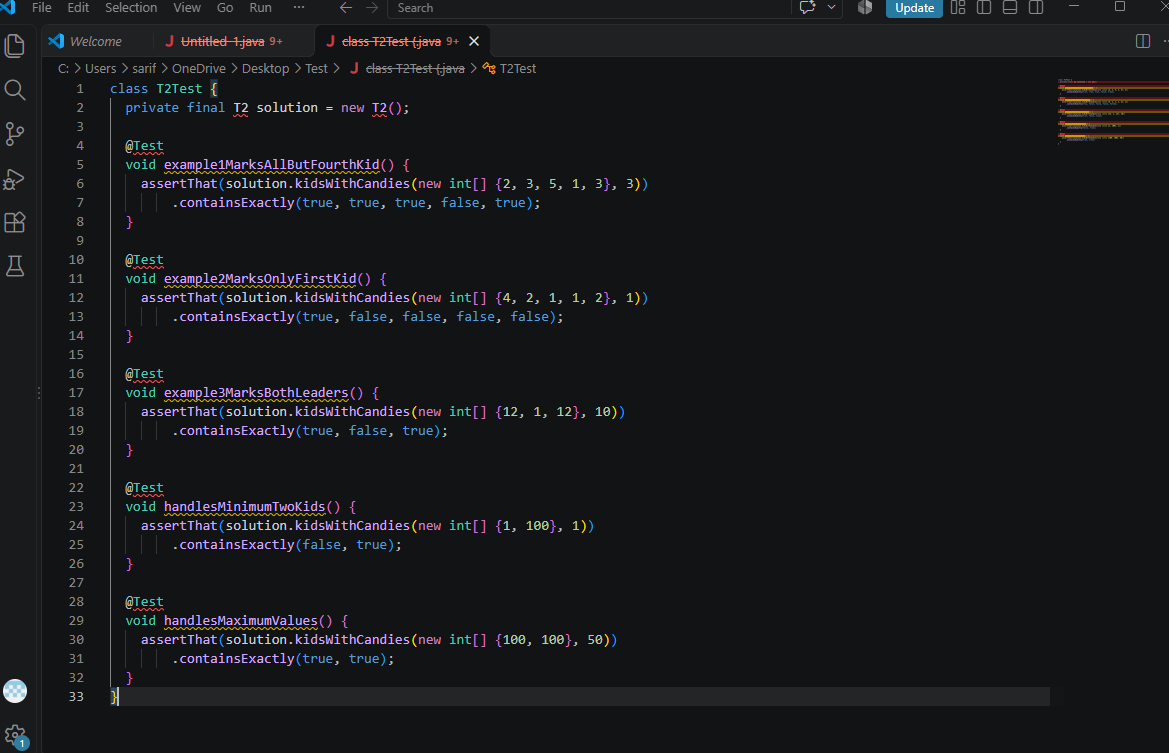 File Edit Selection View Go Run ··· Search Update
Welcome Untitled-1.java 9+ class T2Test {.java 9+
C: > Users > sarif > OneDrive > Desktop > Test > class T2Test {.java > T2Test
1 class T2Test {
2 private final T2 solution = new T2();
3
4 @Test
5 void example1MarksAllButFourthKid() {
6 assertThat(solution.kidsWithCandies(new int[] {2, 3, 5, 1, 3}, 3))
7 .containsExactly(true, true, true, false, true);
8 }
9
10 @Test
11 void example2MarksOnlyFirstKid() {
12 assertThat(solution.kidsWithCandies(new int[] {4, 2, 1, 1, 2}, 1))
13 .containsExactly(true, false, false, false, false);
14 }
15
16 @Test
17 void example3MarksBothLeaders() {
18 assertThat(solution.kidsWithCandies(new int[] {12, 1, 12}, 10))
19 .containsExactly(true, false, true);
20 }
21
22 @Test
23 void handlesMinimumTwoKids() {
24 assertThat(solution.kidsWithCandies(new int[] {1, 100}, 1))
25 .containsExactly(false, true);
26 }
27
28 @Test
29 void handlesMaximumValues() {
30 assertThat(solution.kidsWithCandies(new int[] {100, 100}, 50))
31 .containsExactly(true, true);
32 }
33 }
1